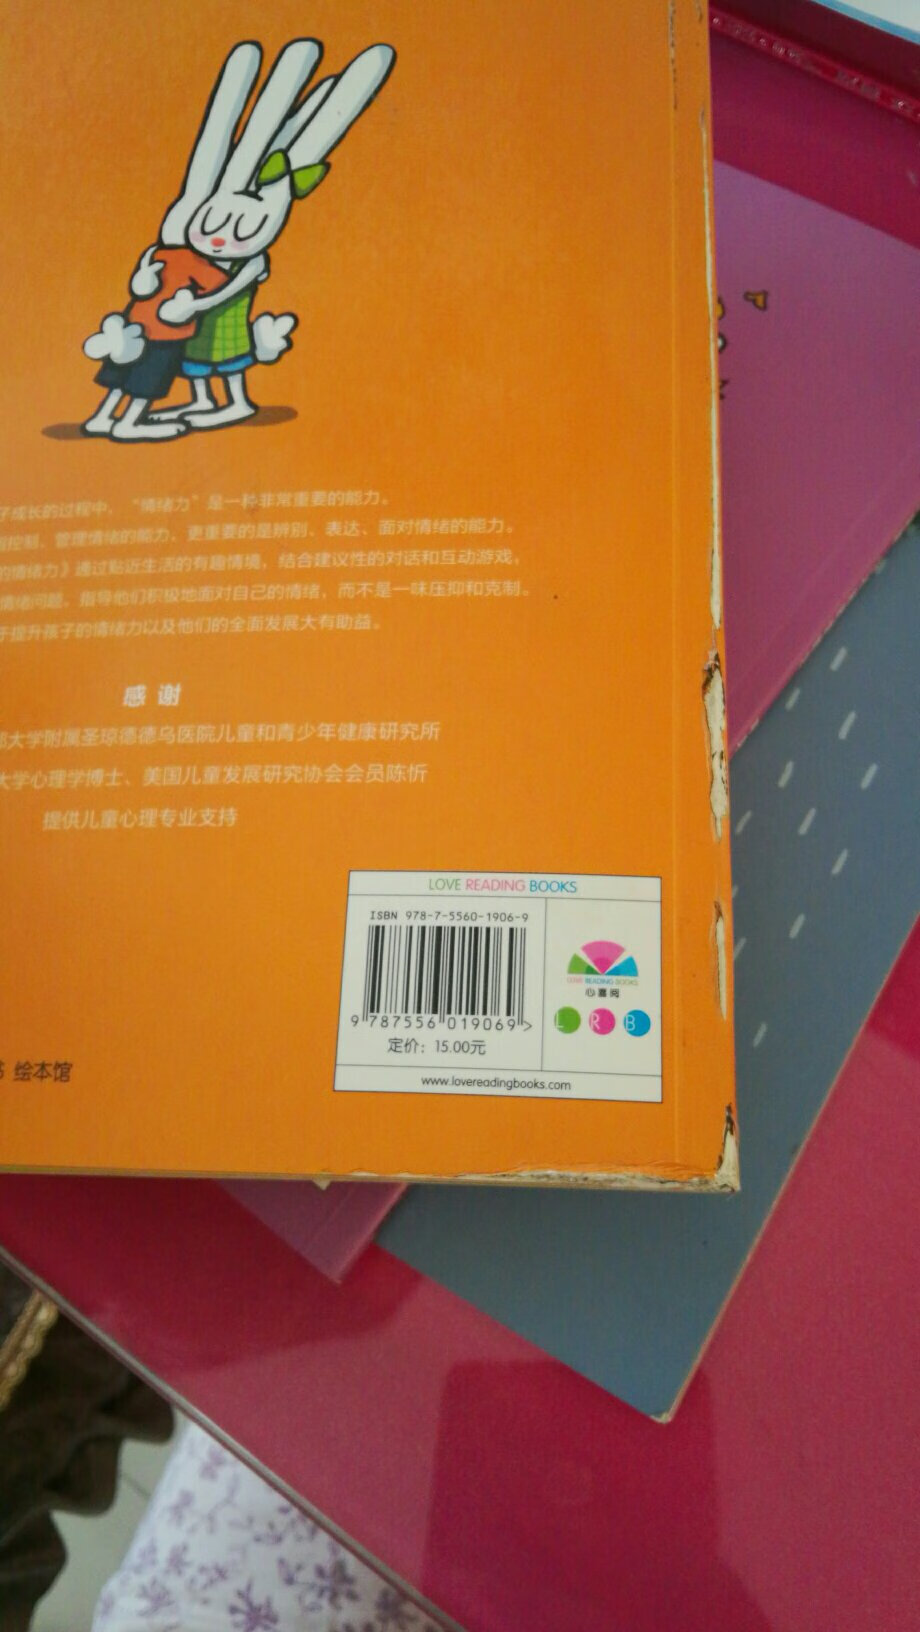 子成长的过程中，“情绪力”是一种非常重要的能力。
控制、管理情绪的能力、更重要的是辨别、表达、面对情绪的能力。
的情绪力》通过贴近生活的有趣情境，结合建议性的对话和互动游戏，
情绪问题，指导他们积极地面对自己的情绪，而不是一味压抑和克制。
于提升孩子的情绪力以及他们的全面发展大有助益。
感谢
大学附属圣琼德德乌医院儿童和青少年健康研究所
大学心理学博士、美国儿童发展研究协会会员陈忻
提供儿童心理专业支持
LOVE READING BOOKS
ISBN 978-7-5560-1906-9
9 787556 019069 >
定价：15.00元
LOVE READING BOOKS
心喜阅
L R B
www.lovereadingbooks.com
绘本馆